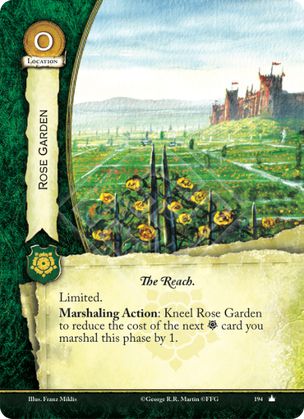 0
LOCATION
ROSE GARDEN
The Reach.
Limited.
Marshaling Action: Kneel Rose Garden
to reduce the cost of the next card you
marshal this phase by 1.
Illus. Franz Miklis
©George R.R. Martin ©FFG
194